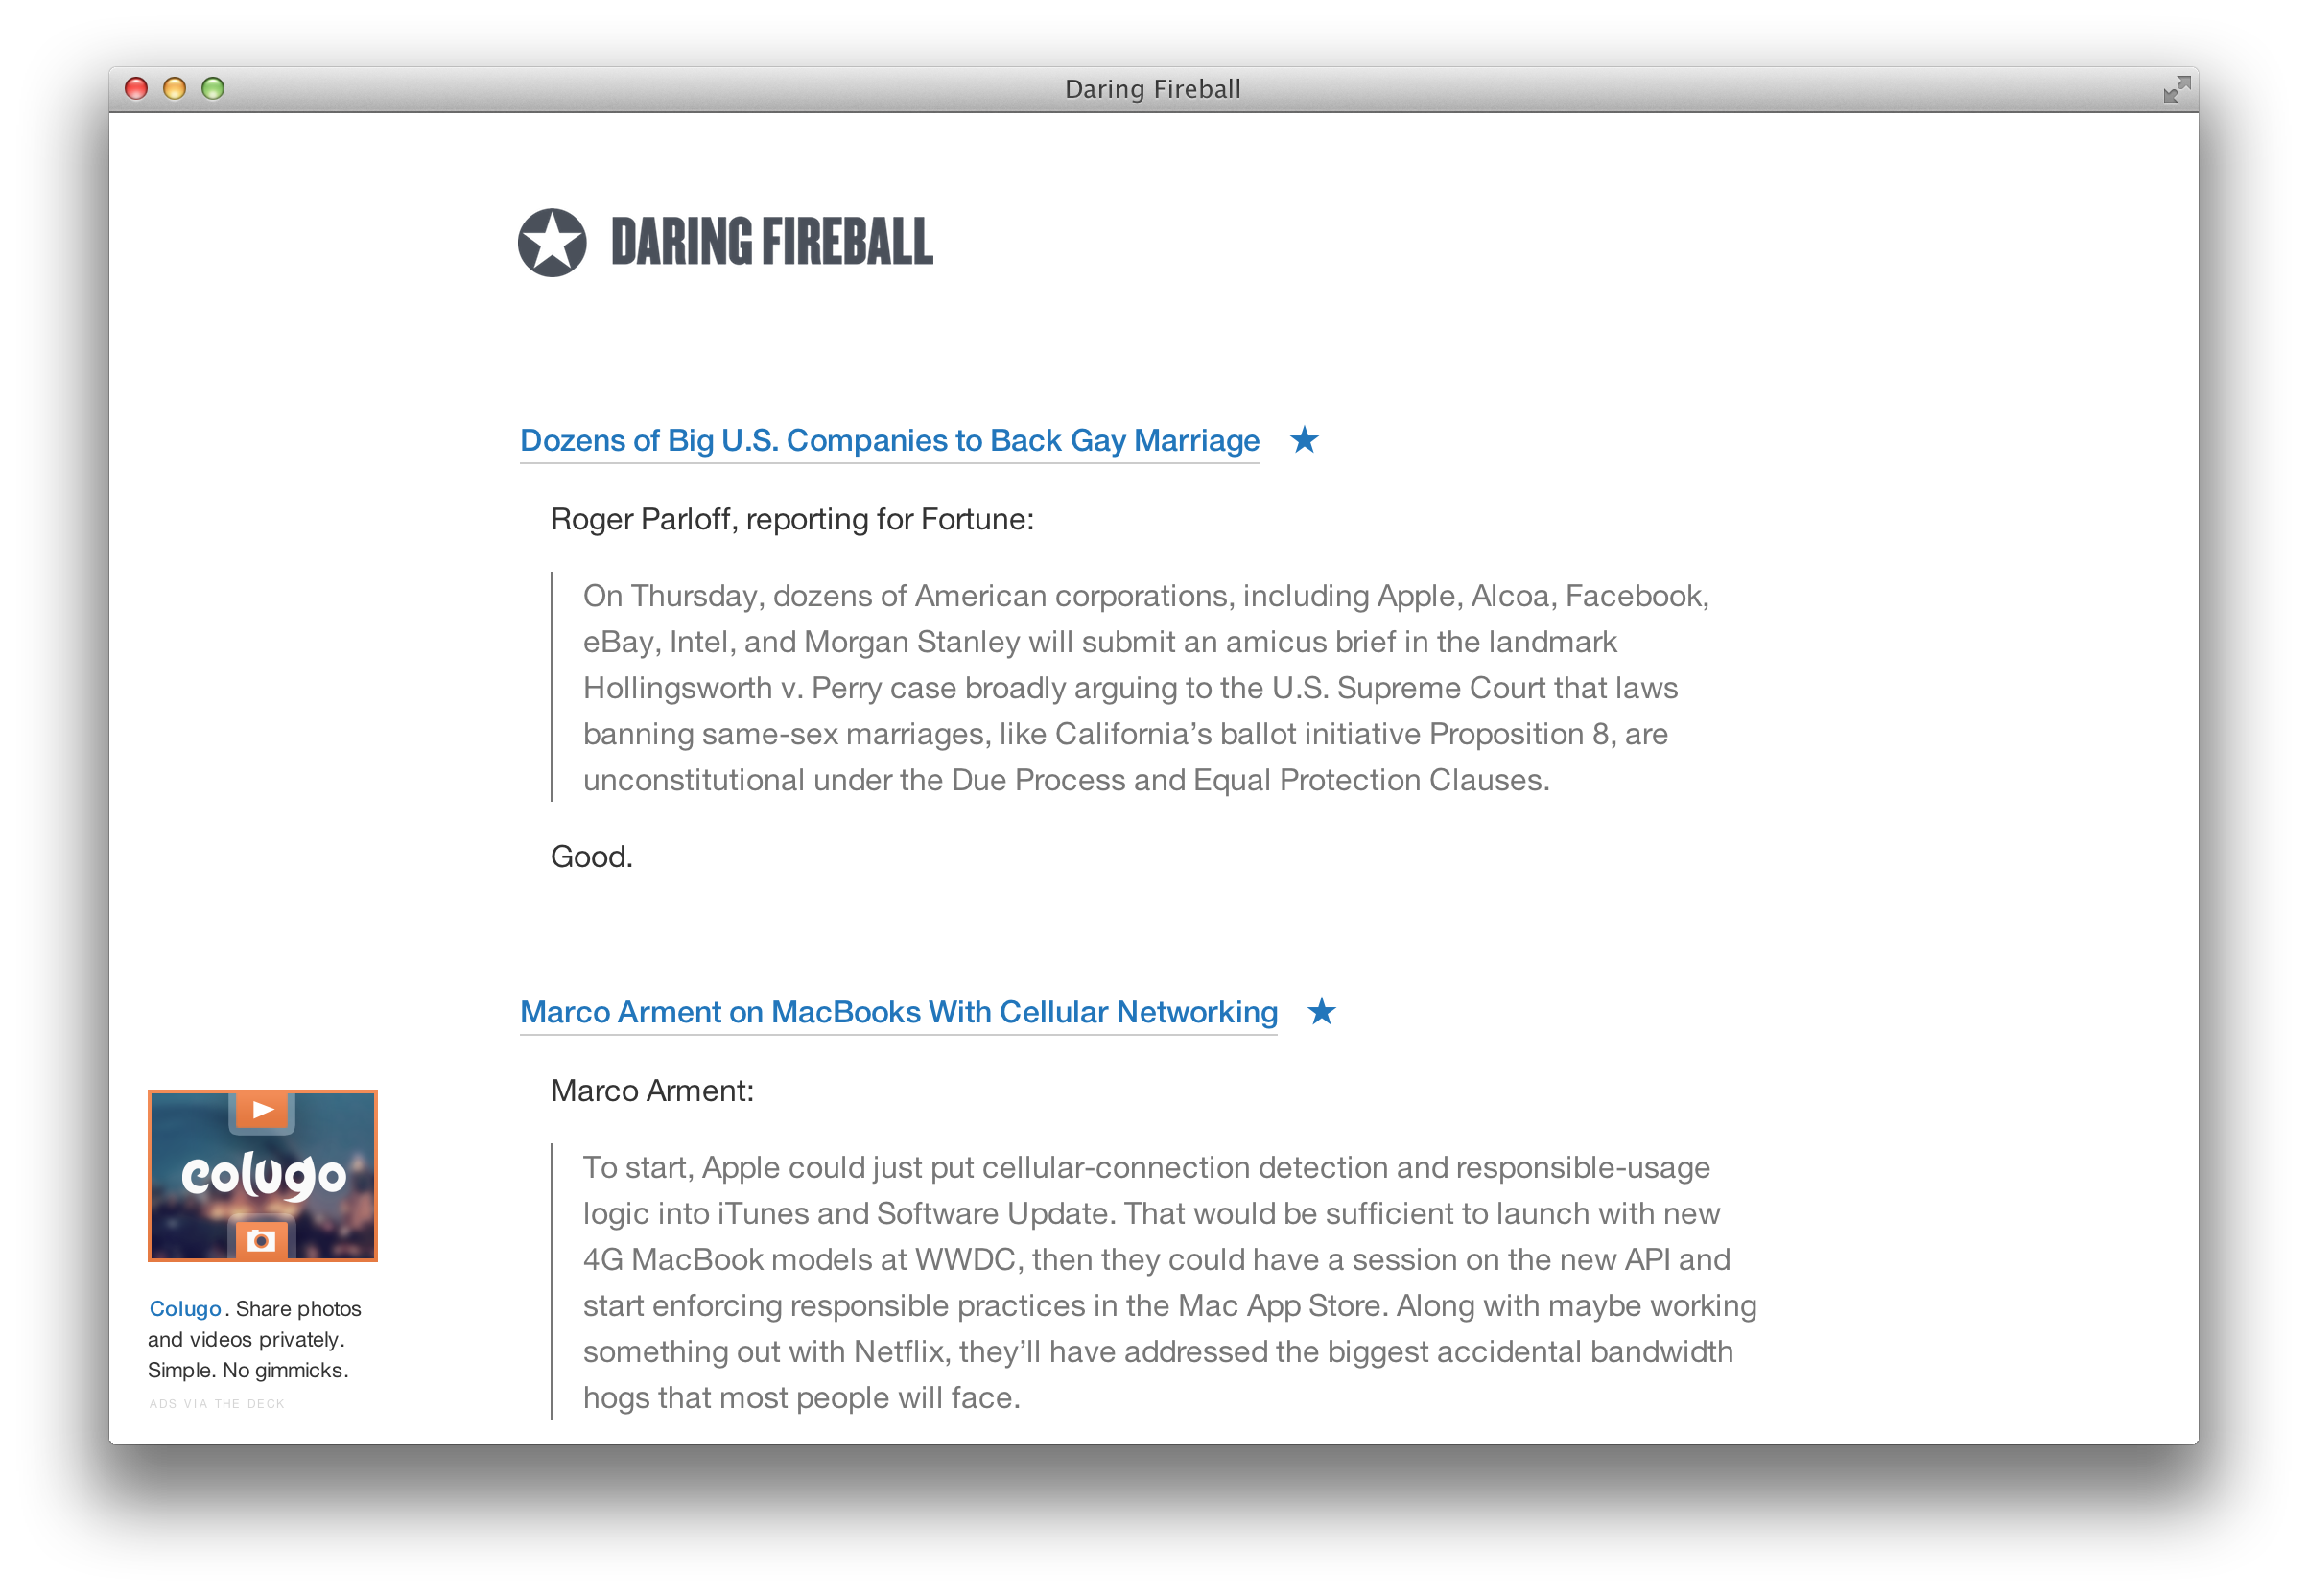 Daring Fireball
DARING FIREBALL
Dozens of Big U.S. Companies to Back Gay Marriage ★
Roger Parloff, reporting for Fortune:
On Thursday, dozens of American corporations, including Apple, Alcoa, Facebook,
eBay, Intel, and Morgan Stanley will submit an amicus brief in the landmark
Hollingsworth v. Perry case broadly arguing to the U.S. Supreme Court that laws
banning same-sex marriages, like California’s ballot initiative Proposition 8, are
unconstitutional under the Due Process and Equal Protection Clauses.
Good.
Marco Arment on MacBooks With Cellular Networking ★
Marco Arment:
To start, Apple could just put cellular-connection detection and responsible-usage
logic into iTunes and Software Update. That would be sufficient to launch with new
4G MacBook models at WWDC, then they could have a session on the new API and
start enforcing responsible practices in the Mac App Store. Along with maybe working
something out with Netflix, they’ll have addressed the biggest accidental bandwidth
hogs that most people will face.
colugo
Colugo. Share photos
and videos privately.
Simple. No gimmicks.
ADS VIA THE DECK